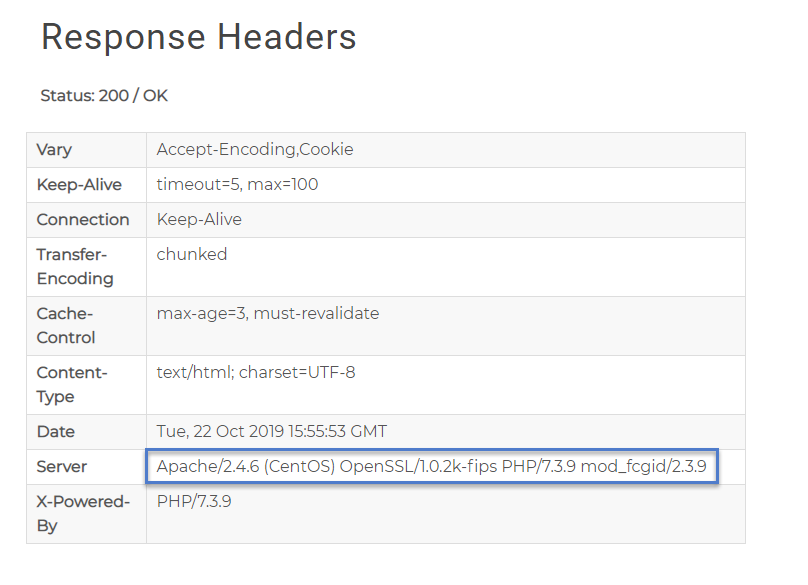 Response Headers
Status: 200 / OK
Vary Accept-Encoding,Cookie
Keep-Alive timeout=5, max=100
Connection Keep-Alive
Transfer- chunked
Encoding
Cache- max-age=3, must-revalidate
Control
Content- text/html; charset=UTF-8
Type
Date Tue, 22 Oct 2019 15:55:53 GMT
Server Apache/2.4.6 (CentOS) OpenSSL/1.0.2k-fips PHP/7.3.9 mod_fcgid/2.3.9
X-Powered- PHP/7.3.9
By